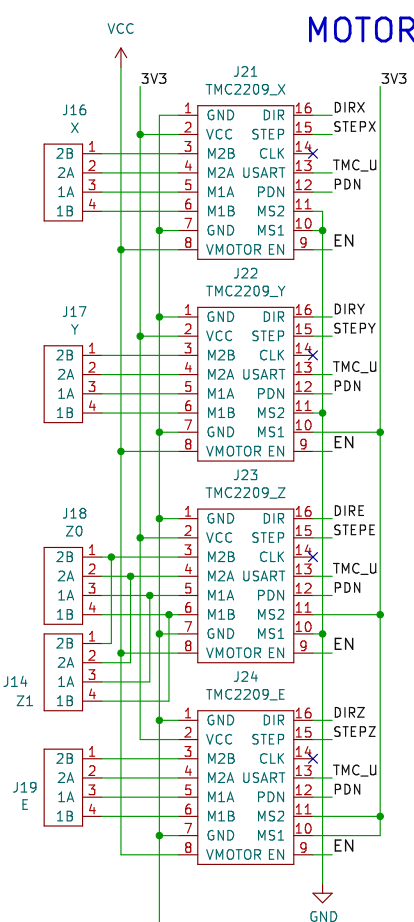 MOTOR
VCC
3V3
3V3
J21
TMC2209_X
J16
X
2B 1
2A 2
1A 3
1B 4
1 GND DIR 16 DIRX
2 VCC STEP 15 STEPX
3 M2B CLK 14
4 M2A USART 13 TMC_U
5 M1A PDN 12 PDN
6 M1B MS2 11
7 GND MS1 10
8 VMOTOR EN 9 EN
J22
TMC2209_Y
J17
Y
2B 1
2A 2
1A 3
1B 4
1 GND DIR 16 DIRY
2 VCC STEP 15 STEPY
3 M2B CLK 14
4 M2A USART 13 TMC_U
5 M1A PDN 12 PDN
6 M1B MS2 11
7 GND MS1 10
8 VMOTOR EN 9 EN
J23
TMC2209_Z
J18
Z0
2B 1
2A 2
1A 3
1B 4
1 GND DIR 16 DIRE
2 VCC STEP 15 STEPE
3 M2B CLK 14
4 M2A USART 13 TMC_U
5 M1A PDN 12 PDN
6 M1B MS2 11
7 GND MS1 10
8 VMOTOR EN 9 EN
J14
Z1
2B 1
2A 2
1A 3
1B 4
J24
TMC2209_E
J19
E
2B 1
2A 2
1A 3
1B 4
1 GND DIR 16 DIRZ
2 VCC STEP 15 STEPZ
3 M2B CLK 14
4 M2A USART 13 TMC_U
5 M1A PDN 12 PDN
6 M1B MS2 11
7 GND MS1 10
8 VMOTOR EN 9 EN
GND